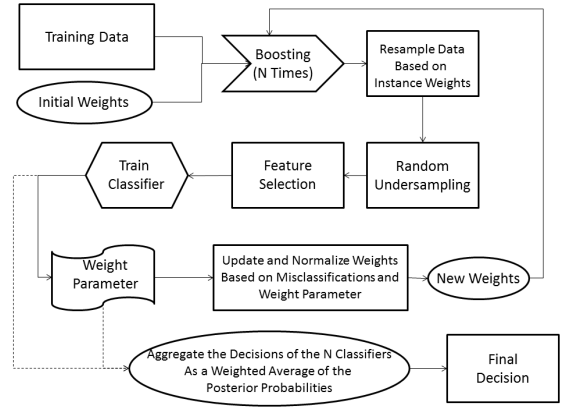 Training Data
Initial Weights
Boosting
(N Times)
Resample Data
Based on
Instance Weights
Train
Classifier
Feature
Selection
Random
Undersampling
Weight
Parameter
Update and Normalize Weights
Based on Misclassifications and
Weight Parameter
New Weights
Aggregate the Decisions of the N Classifiers
As a Weighted Average of the
Posterior Probabilities
Final
Decision